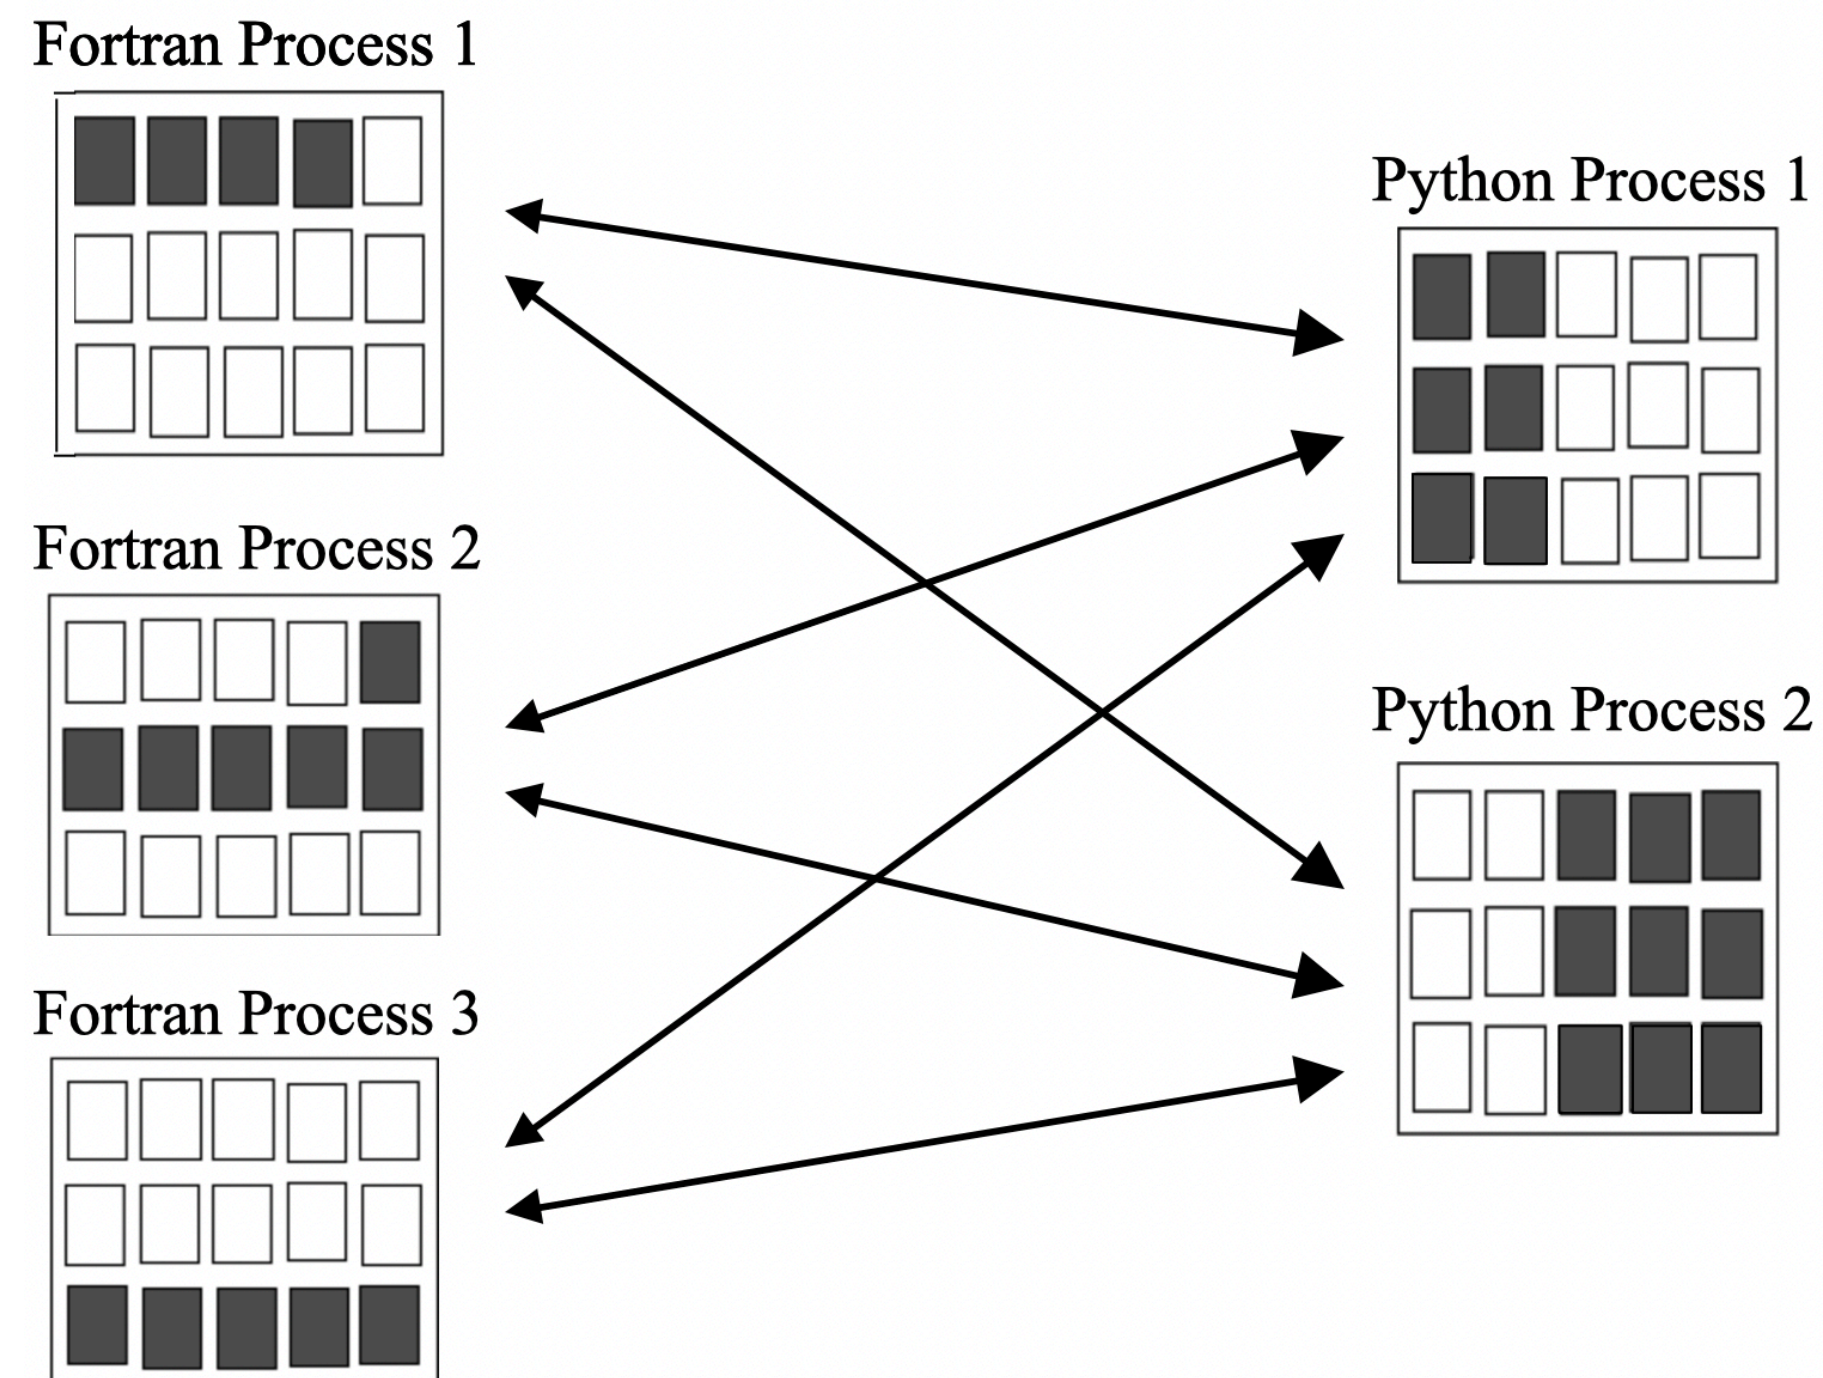 Fortran Process 1
Python Process 1
Fortran Process 2
Python Process 2
Fortran Process 3